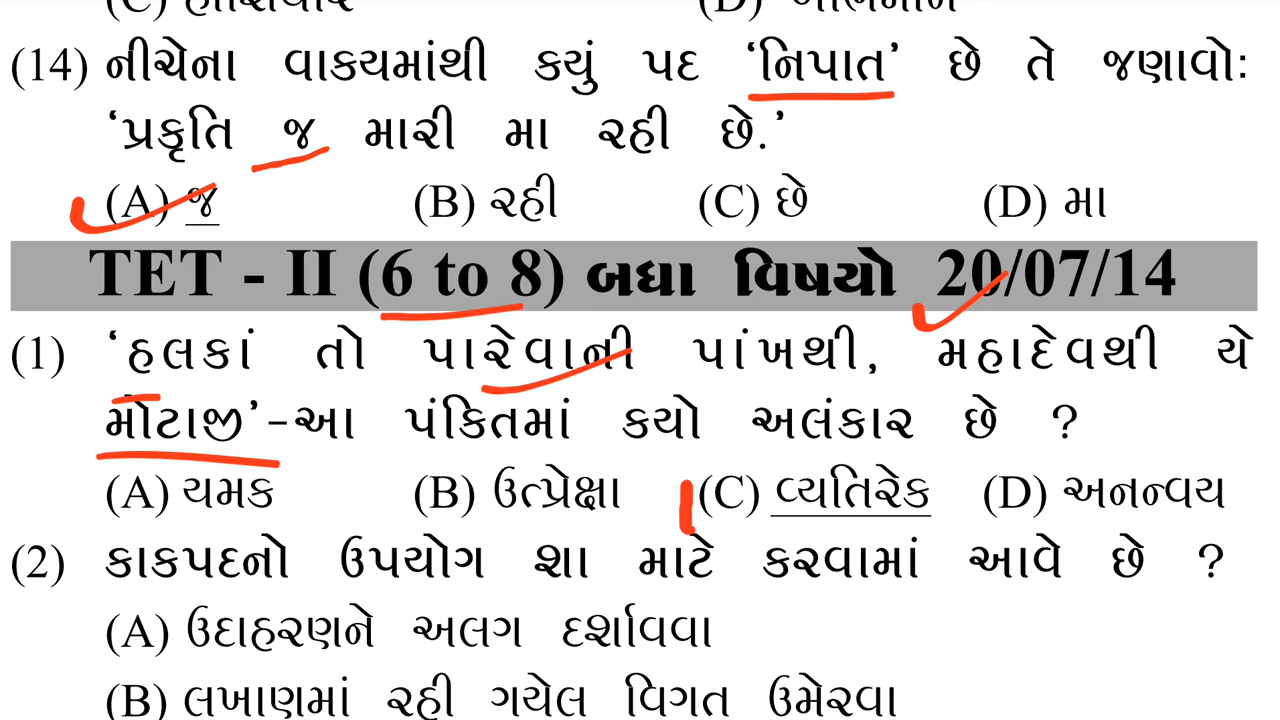 (14) નીચેના વાક્યમાંથી કયું પદ ‘નિપાત’ છે તે જણાવોઃ
‘પ્રકૃતિ જ મારી મા રહી છે.’
(A) જ (B) રહી (C) છે (D) મા
TET - II (6 to 8) બધા વિષયો 20/07/14
(1) ‘હલકાં તો પારેવાની પાંખથી, મહાદેવથી યે
મોટાજી’-આ પંકિતમાં કયો અલંકાર છે ?
(A) યમક (B) ઉત્પ્રેક્ષા (C) વ્યતિરેક (D) અનન્વય
(2) કાકપદનો ઉપયોગ શા માટે કરવામાં આવે છે ?
(A) ઉદાહરણને અલગ દર્શાવવા
(B) લખાણમાં રહી ગયેલ વિગત ઉમેરવા